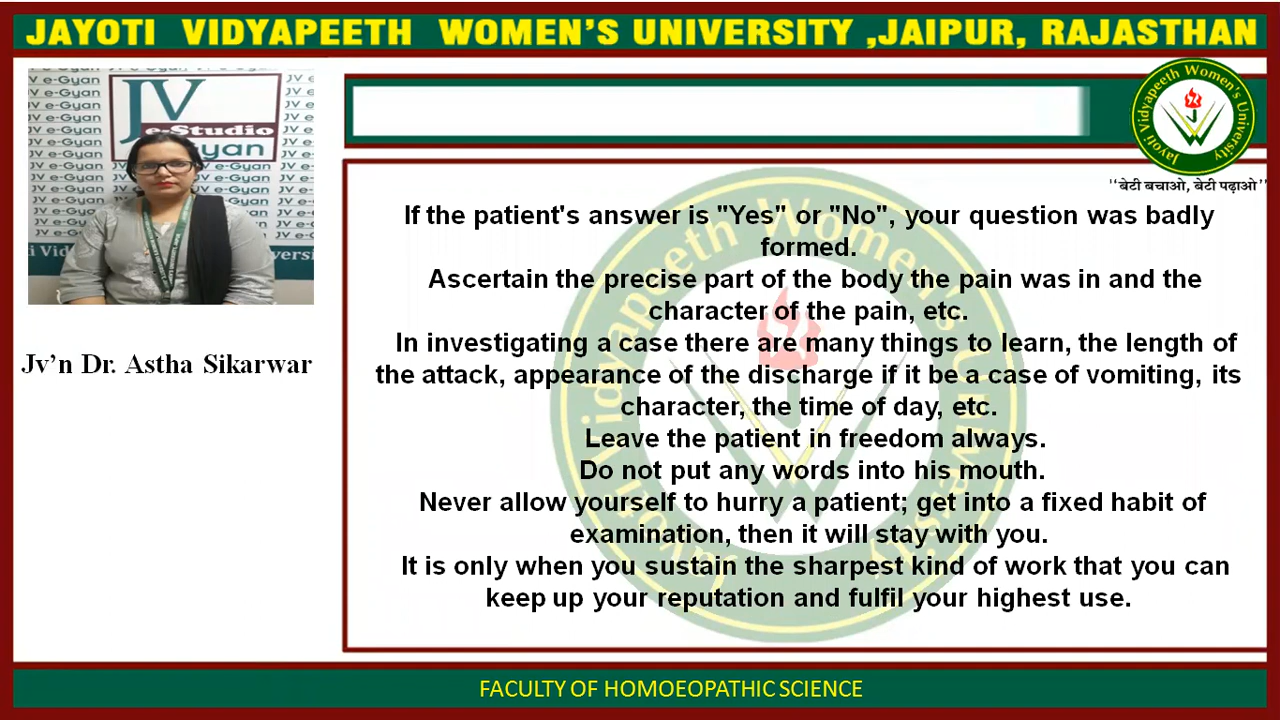 JAYOTI VIDYAPEETH WOMEN'S UNIVERSITY ,JAIPUR, RAJASTHAN
JV
e-Studio
Gyan
JV e-Gyan
Jayoti Vidyapeeth Women's University
"बेटी बचाओ, बेटी पढ़ाओ"
Jv'n Dr. Astha Sikarwar
If the patient's answer is "Yes" or "No", your question was badly
formed.
Ascertain the precise part of the body the pain was in and the
character of the pain, etc.
In investigating a case there are many things to learn, the length of
the attack, appearance of the discharge if it be a case of vomiting, its
character, the time of day, etc.
Leave the patient in freedom always.
Do not put any words into his mouth.
Never allow yourself to hurry a patient; get into a fixed habit of
examination, then it will stay with you.
It is only when you sustain the sharpest kind of work that you can
keep up your reputation and fulfil your highest use.
FACULTY OF HOMOEOPATHIC SCIENCE